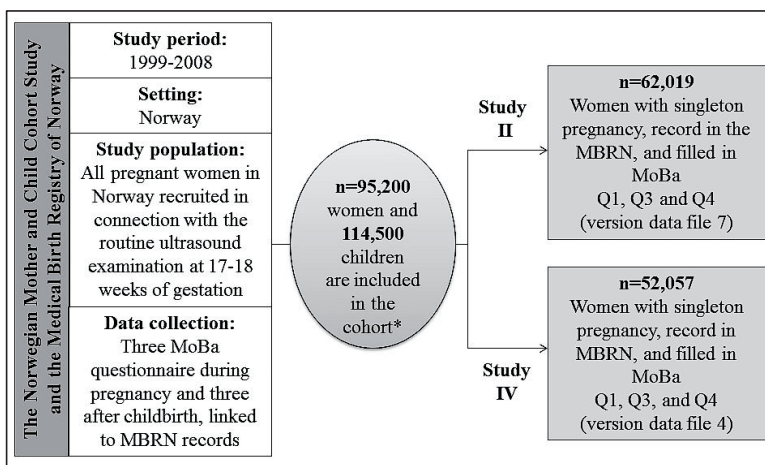 The Norwegian Mother and Child Cohort Study
and the Medical Birth Registry of Norway
Study period:
1999-2008
Setting:
Norway
Study population:
All pregnant women in
Norway recruited in
connection with the
routine ultrasound
examination at 17-18
weeks of gestation
Data collection:
Three MoBa
questionnaire during
pregnancy and three
after childbirth, linked
to MBRN records
n=95,200
women and
114,500
children
are included
in the
cohort*
Study
II
n=62,019
Women with singleton
pregnancy, record in the
MBRN, and filled in
MoBa
Q1, Q3 and Q4
(version data file 7)
Study
IV
n=52,057
Women with singleton
pregnancy, record in
MBRN, and filled in
MoBa
Q1, Q3, and Q4
(version data file 4)